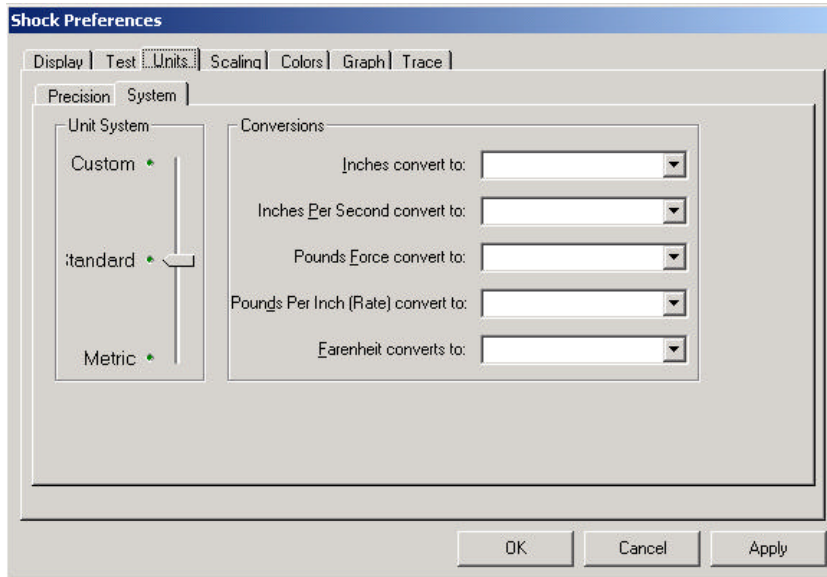 Shock Preferences
Display Test Units Scaling Colors Graph Trace
Precision System
Unit System
Conversions
Custom
Inches convert to:
Inches Per Second convert to:
tandard
Pounds Force convert to:
Pounds Per Inch (Rate) convert to:
Metric
Farenheit converts to:
OK Cancel Apply